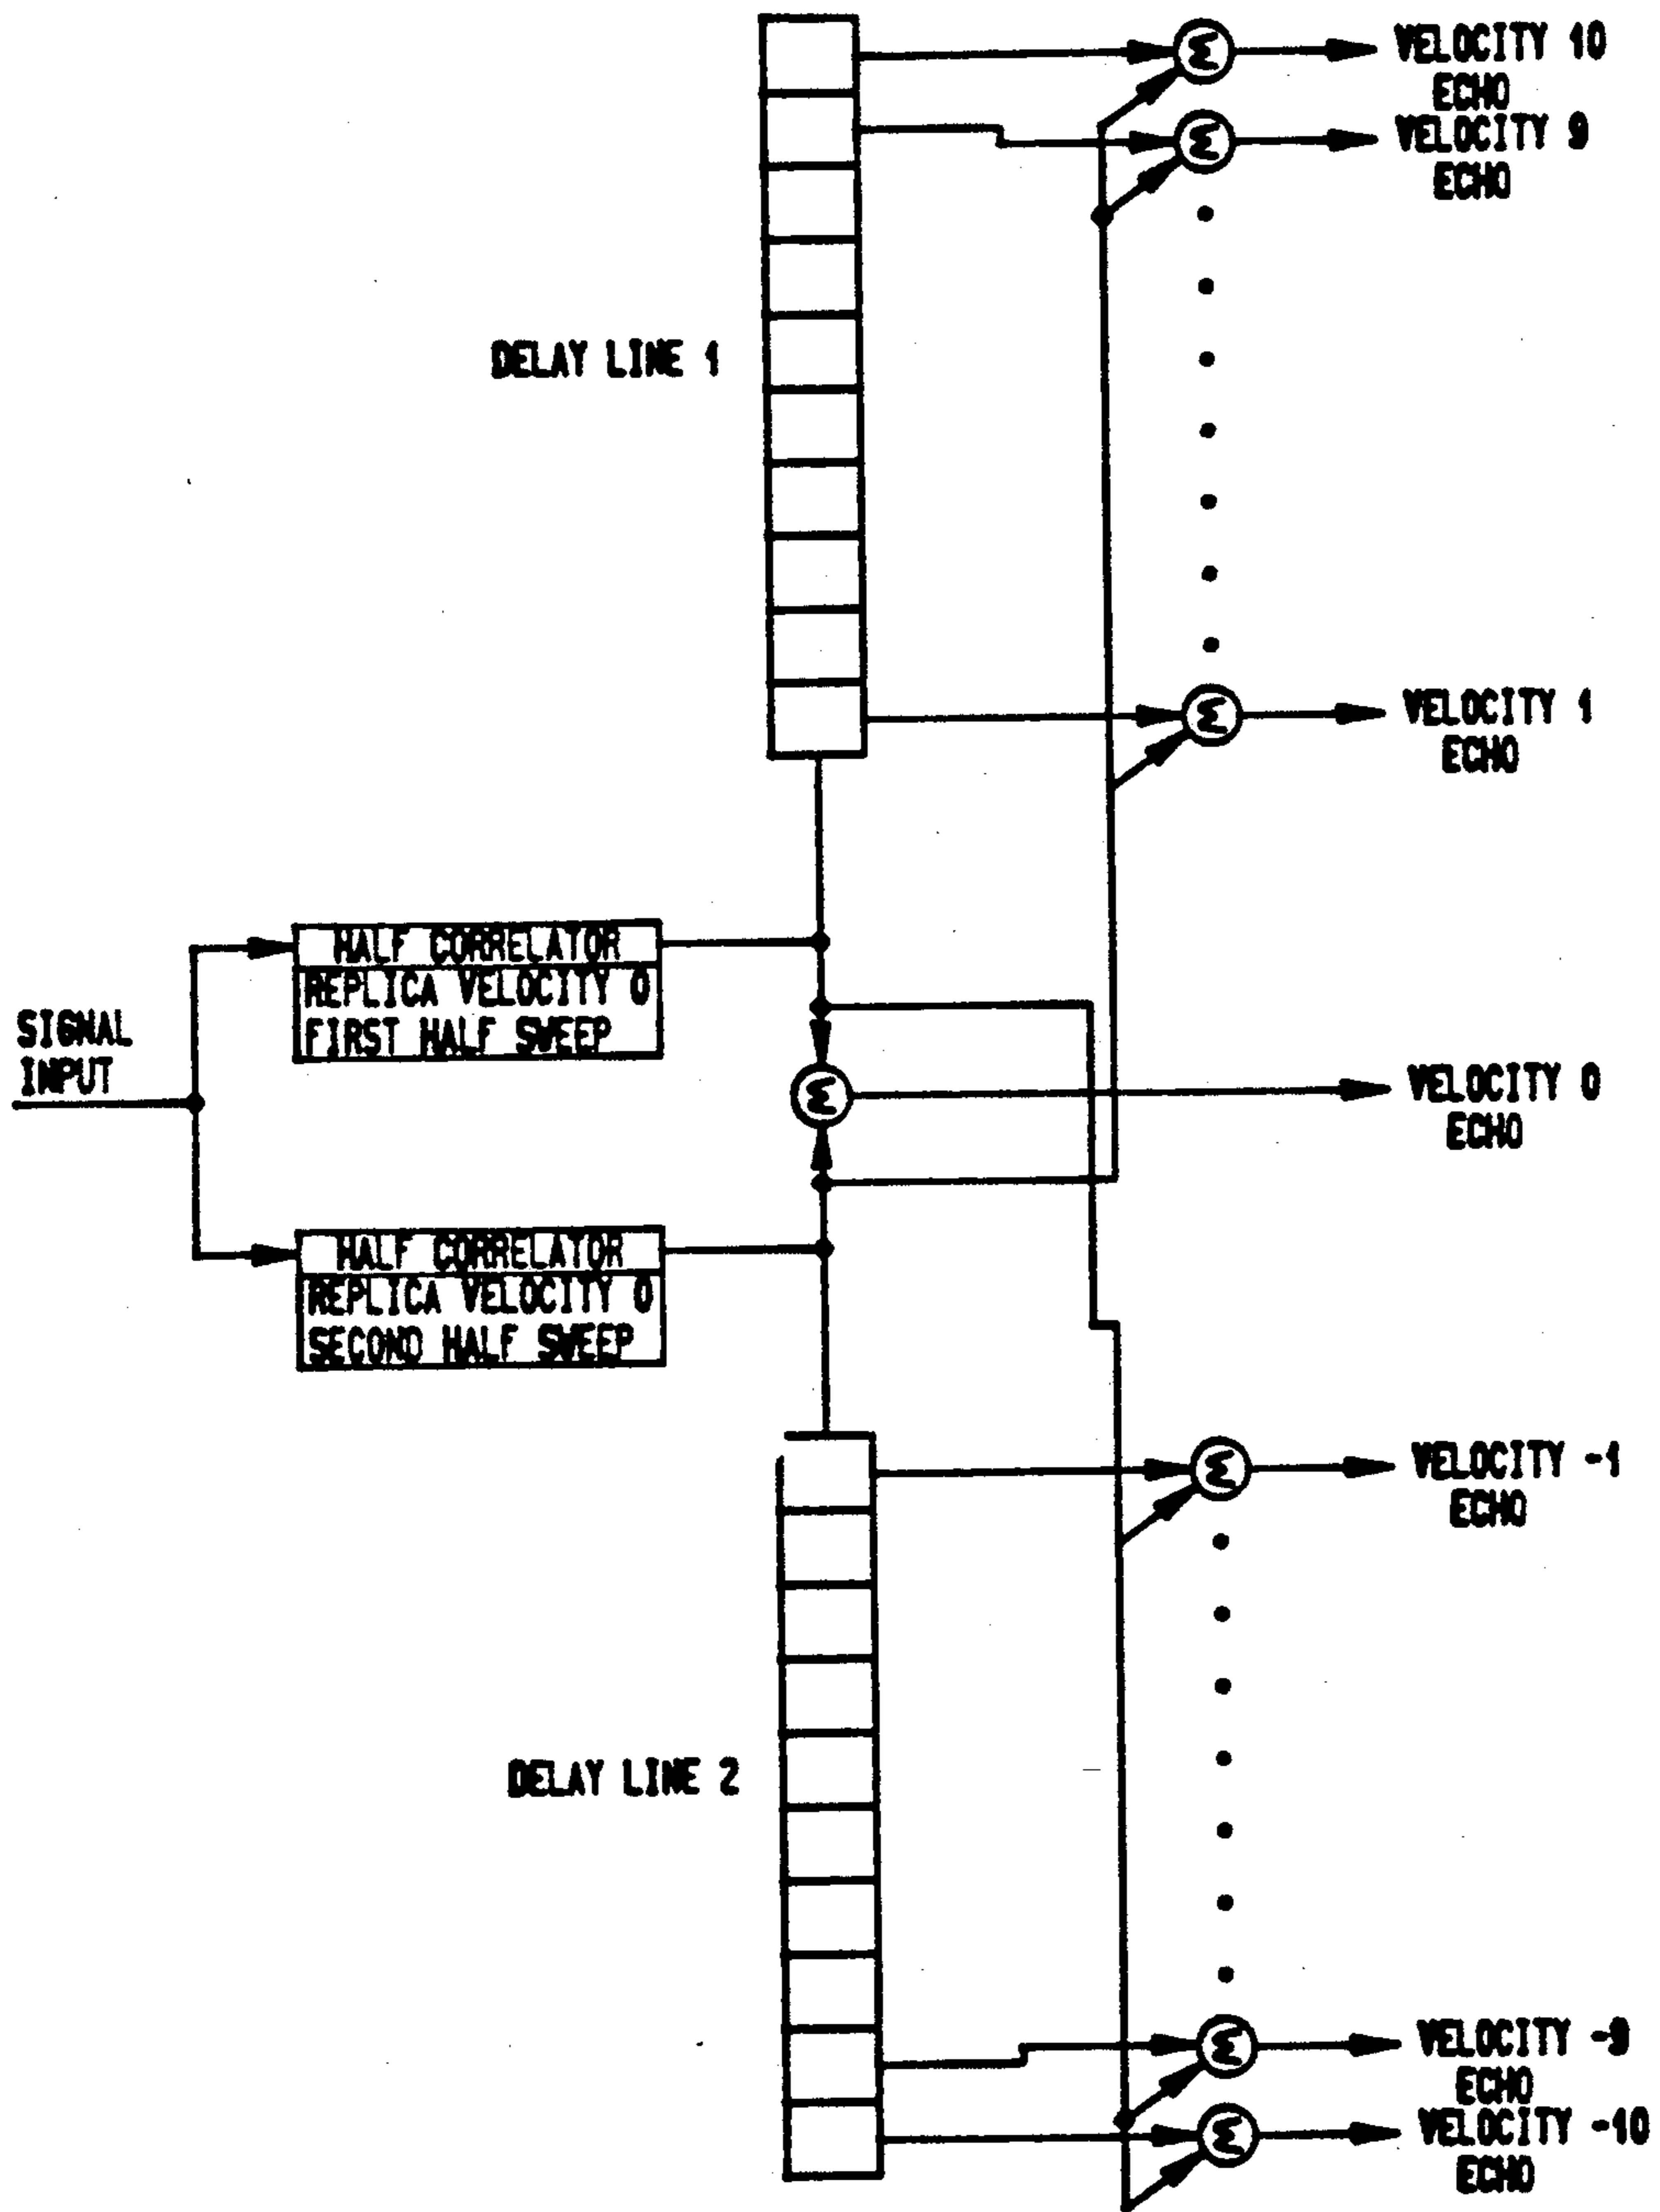 VELOCITY 10
ECHO
VELOCITY 9
ECHO
DELAY LINE 1
VELOCITY 1
ECHO
HALF CORRELATOR
REPLICA VELOCITY 0
FIRST HALF SWEEP
SIGNAL
INPUT
VELOCITY 0
ECHO
HALF CORRELATOR
REPLICA VELOCITY 0
SECOND HALF SWEEP
VELOCITY -1
ECHO
DELAY LINE 2
VELOCITY -9
ECHO
VELOCITY -10
ECHO
Σ
Σ
Σ
Σ
Σ
Σ
Σ